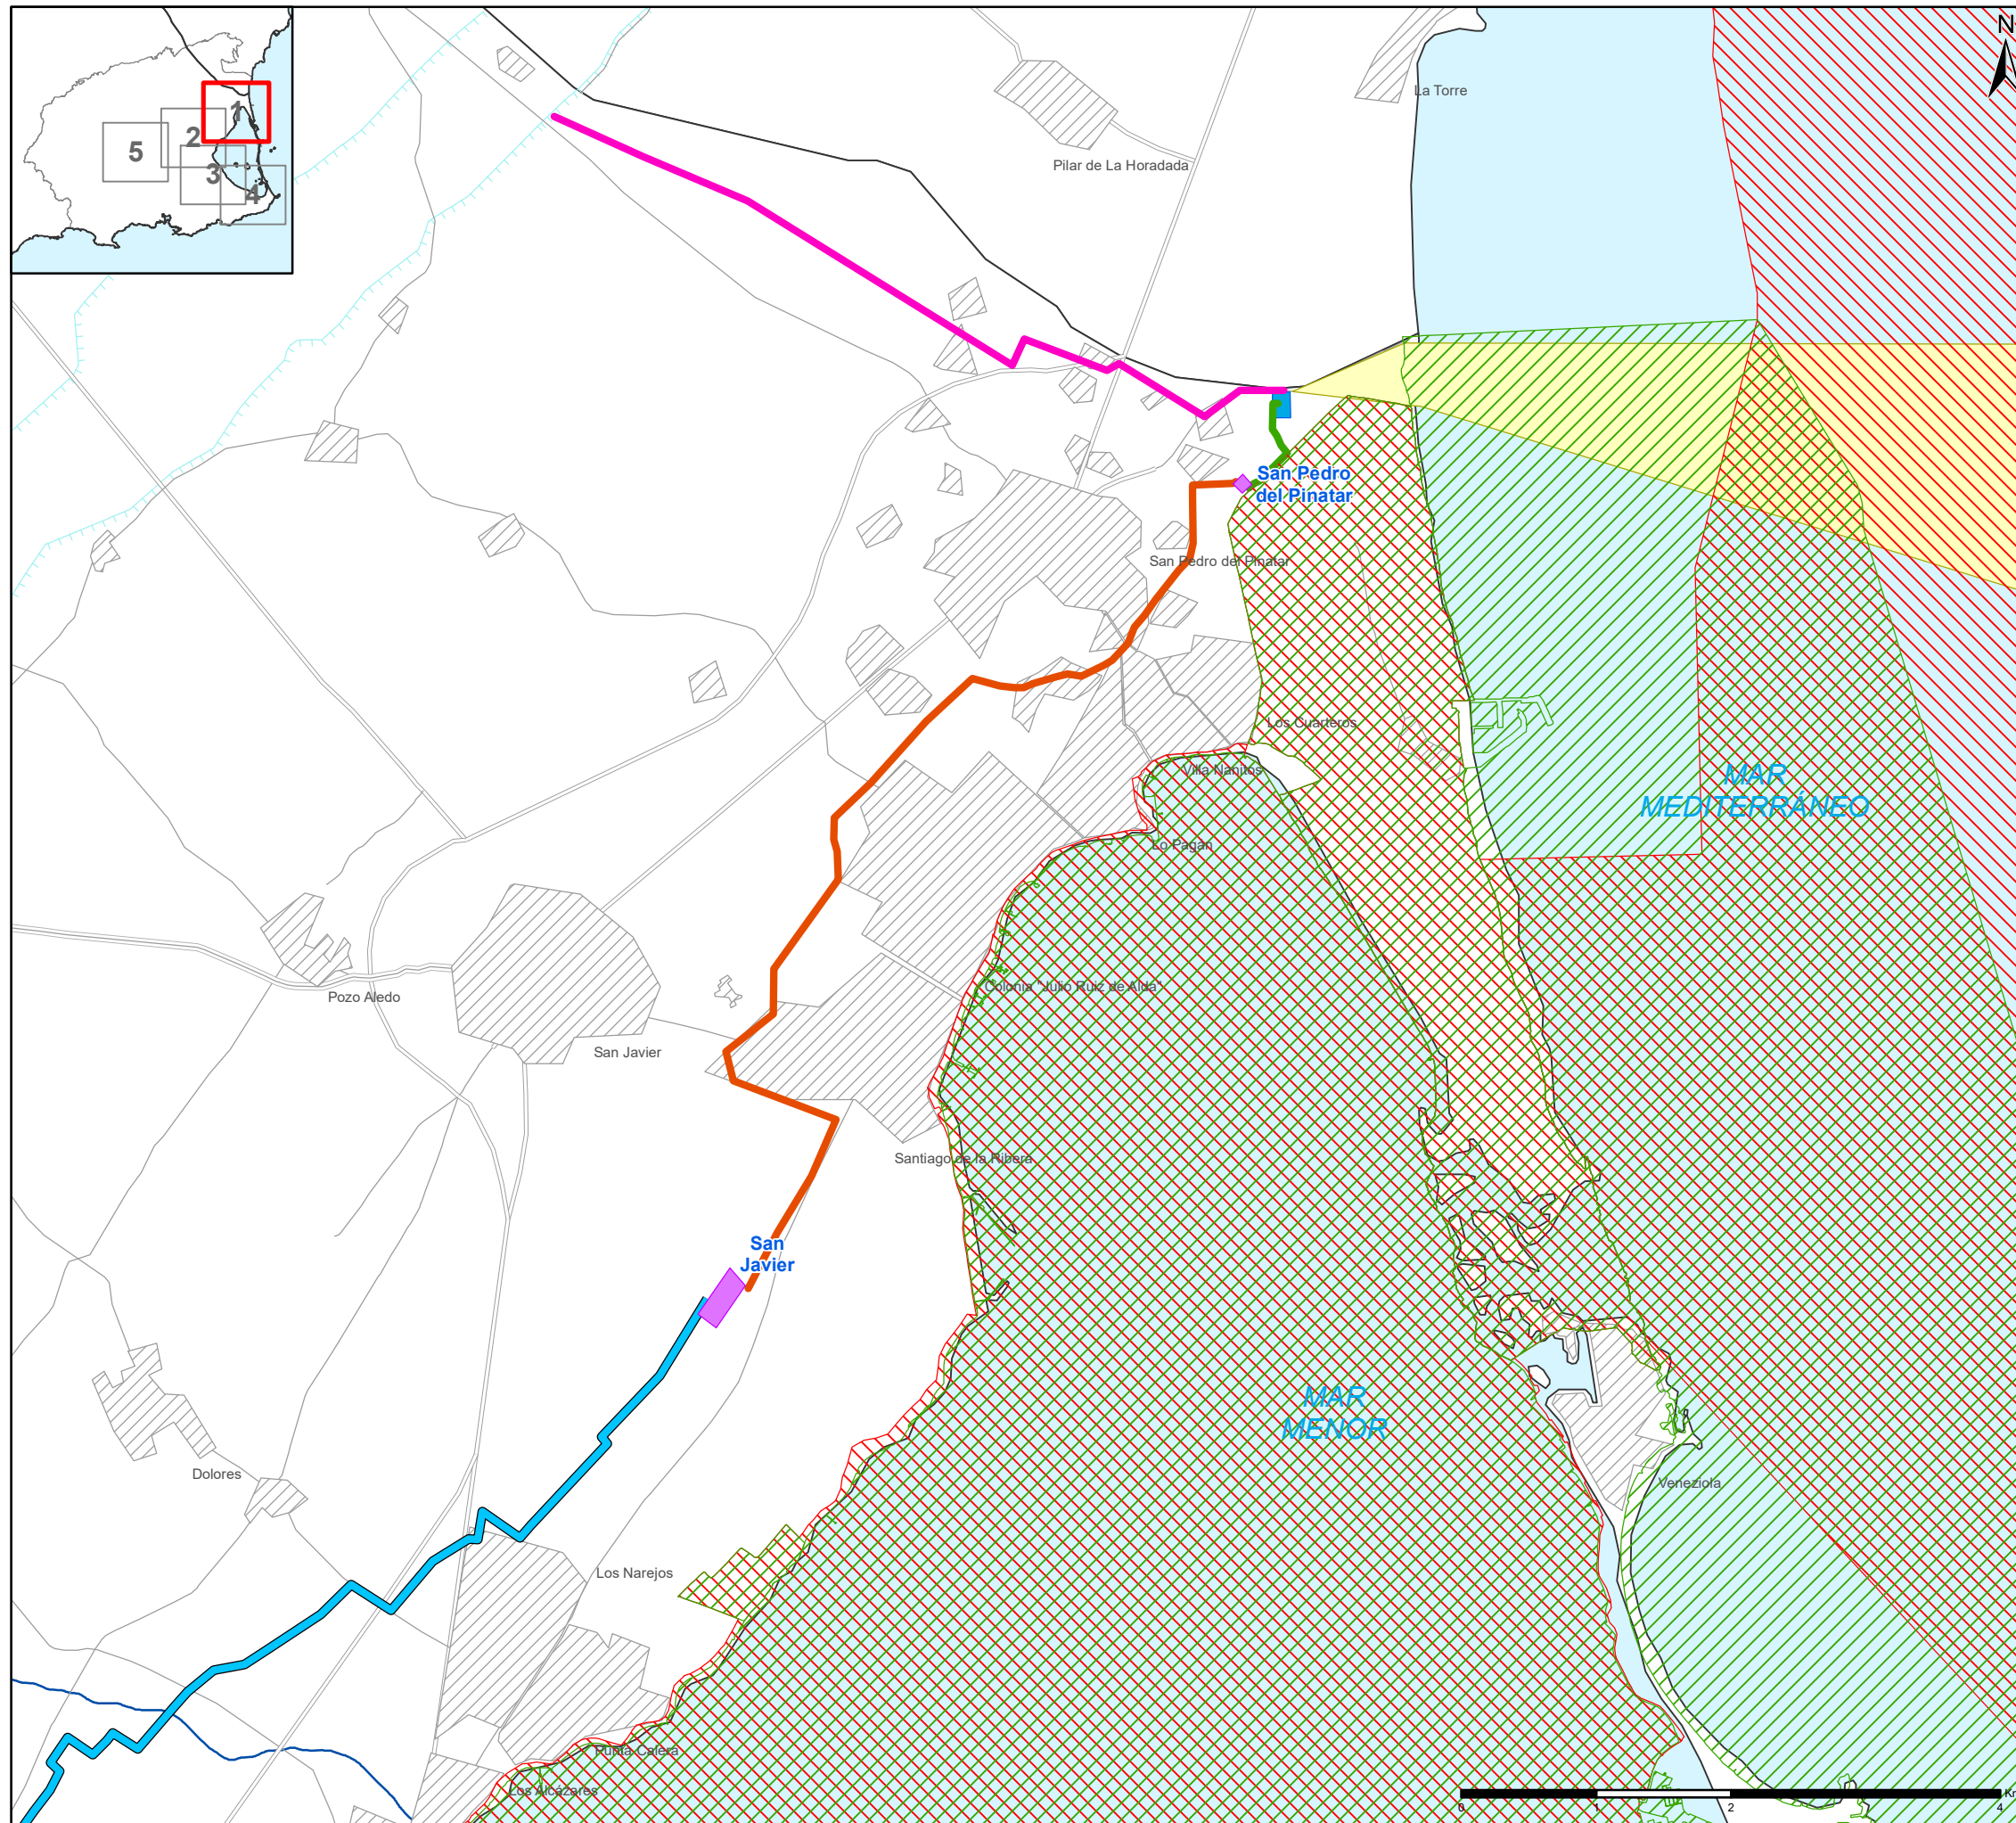 N
1
2
5
3
4
La Torre
Pilar de La Horadada
San Pedro
del Pinatar
San Pedro del Pinatar
Los Cuarteros
Villa Nanitos
MAR
MEDITERRÁNEO
Lo Pagan
Colonia "Julio Ruiz de Alda"
Pozo Aledo
San Javier
Santiago de la Ribera
San
Javier
MAR
MENOR
Dolores
Veneziola
Los Narejos
Punta Calera
Los Alcázares
0 1 2 4